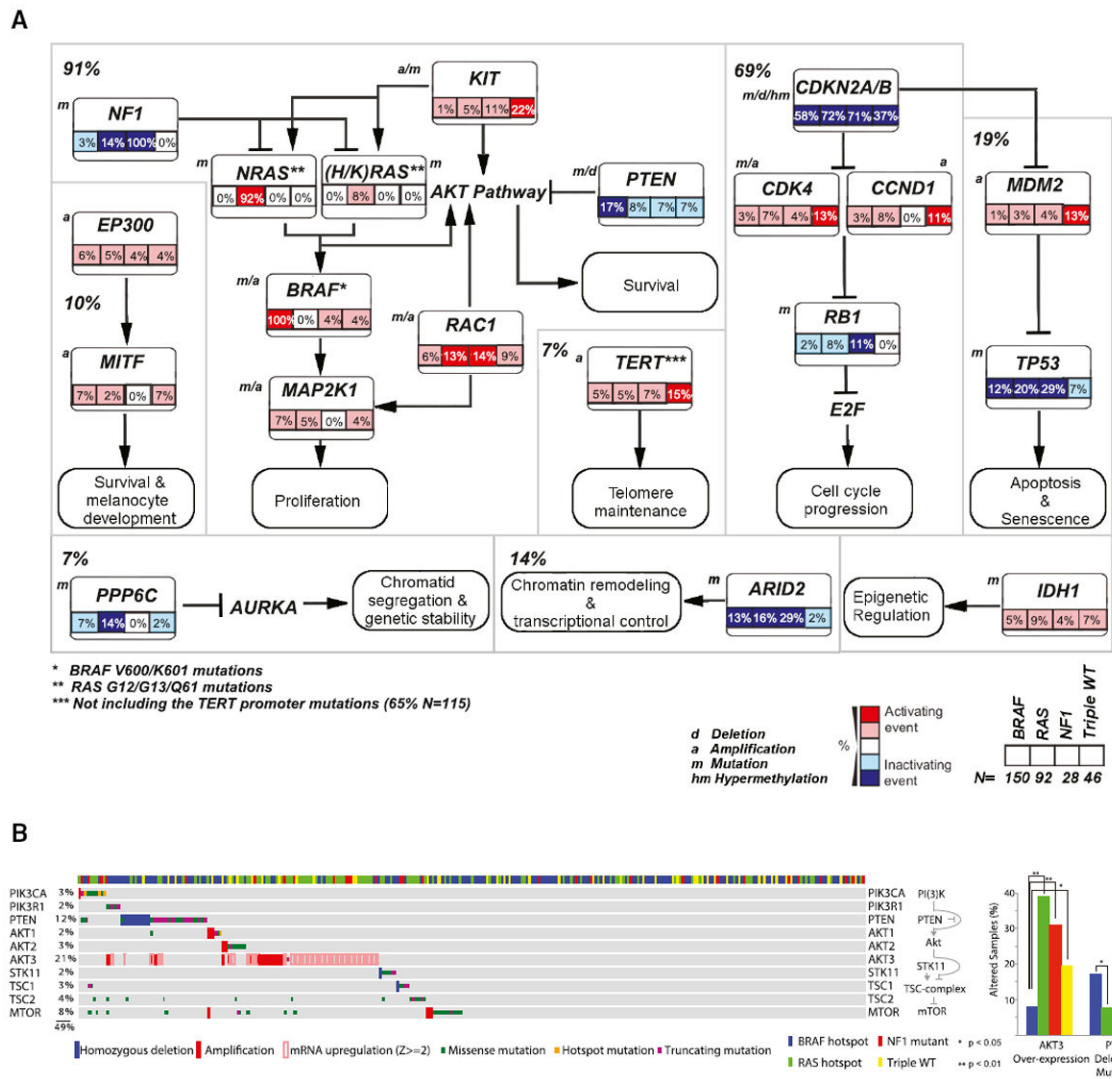 A
91%
a/m
KIT
1% 5% 11% 22%
m
NF1
3% 14% 100% 0%
m
NRAS**
0% 92% 0% 0%
(H/K)RAS**
m
0% 8% 0% 0%
AKT Pathway
m/d
PTEN
17% 8% 7% 7%
Survival
a
EP300
6% 5% 4% 4%
10%
a
MITF
7% 2% 0% 7%
Survival &
melanocyte
development
m/a
BRAF*
100% 0% 4% 4%
m/a
RAC1
6% 13% 14% 9%
m/a
MAP2K1
7% 5% 0% 4%
Proliferation
7%
a
TERT***
5% 5% 7% 15%
Telomere
maintenance
69%
m/d/hm
CDKN2A/B
58% 72% 71% 37%
m/a
CDK4
3% 7% 4% 13%
a
CCND1
3% 8% 0% 11%
m
RB1
2% 8% 11% 0%
E2F
Cell cycle
progression
19%
a
MDM2
1% 3% 4% 13%
m
TP53
12% 20% 29% 7%
Apoptosis
&
Senescence
7%
m
PPP6C
7% 14% 0% 2%
AURKA
Chromatid
segregation &
genetic stability
14%
Chromatin remodeling
&
transcriptional control
m
ARID2
13% 16% 29% 2%
Epigenetic
Regulation
m
IDH1
5% 9% 4% 7%
* BRAF V600/K601 mutations
** RAS G12/G13/Q61 mutations
*** Not including the TERT promoter mutations (65% N=115)
d Deletion
a Amplification
m Mutation
hm Hypermethylation
%
Activating
event
Inactivating
event
BRAF
RAS
NF1
Triple WT
N= 150 92 28 46
B
PIK3CA 3% PIK3CA
PIK3R1 2% PIK3R1
PTEN 12% PTEN
AKT1 2% AKT1
AKT2 3% AKT2
AKT3 21% AKT3
STK11 2% STK11
TSC1 3% TSC1
TSC2 4% TSC2
MTOR 8% MTOR
49%
Homozygous deletion Amplification mRNA upregulation (Z>=2) Missense mutation Hotspot mutation Truncating mutation
PI(3)K
PTEN
Akt
STK11
TSC-complex
mTOR
Altered Samples (%)
40
30
20
10
** ** * *
AKT3
Over-expression
P
Dele
Mu
BRAF hotspot NF1 mutant * p < 0.05
RAS hotspot Triple WT ** p < 0.01